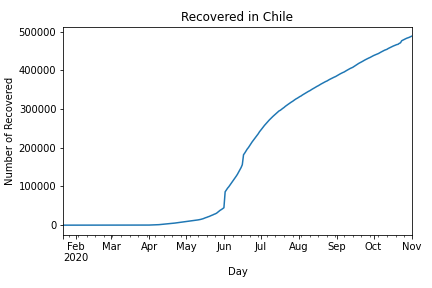 Recovered in Chile
Number of Recovered
500000
400000
300000
200000
100000
0
Feb Mar Apr May Jun Jul Aug Sep Oct Nov
2020
Day